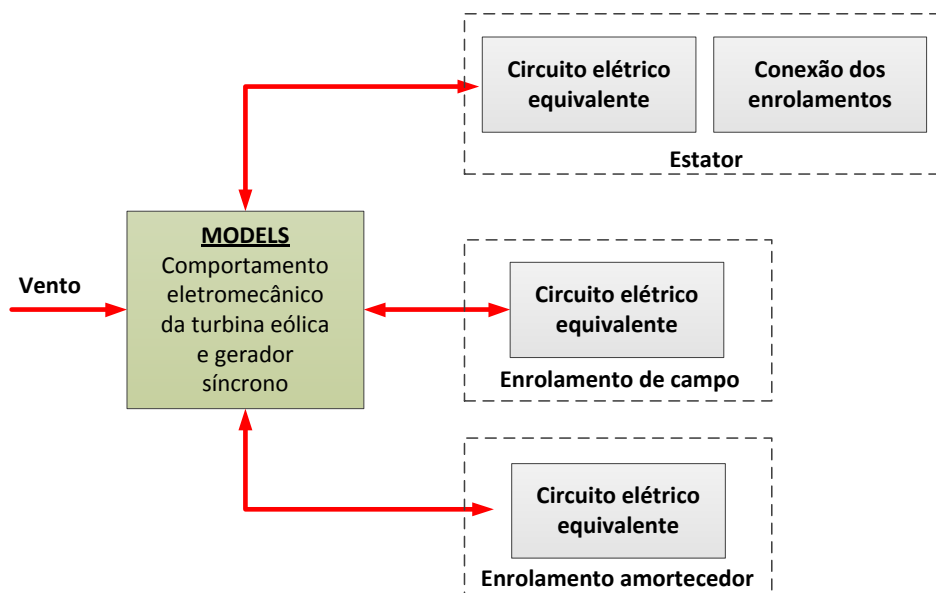 Circuito elétrico
equivalente
Conexão dos
enrolamentos
Estator
MODELS
Comportamento
eletromecânico
da turbina eólica
e gerador
síncrono
Vento
Circuito elétrico
equivalente
Enrolamento de campo
Circuito elétrico
equivalente
Enrolamento amortecedor